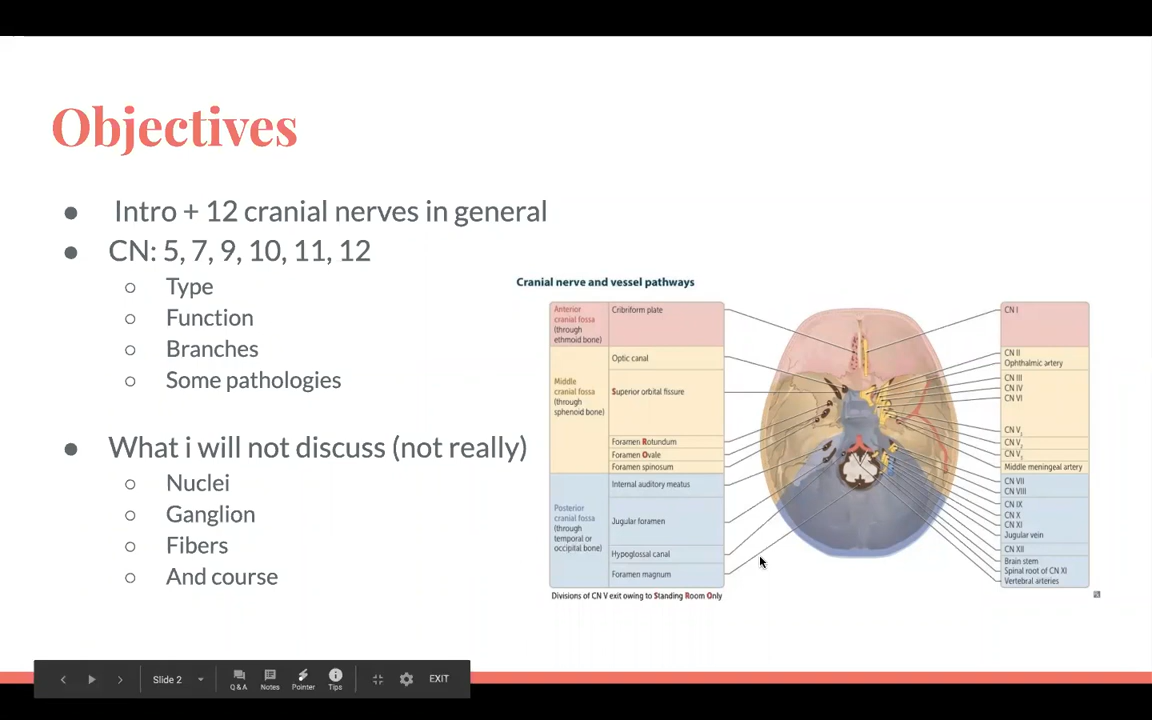 Objectives
● Intro + 12 cranial nerves in general
● CN: 5, 7, 9, 10, 11, 12
○ Type
○ Function
○ Branches
○ Some pathologies
● What i will not discuss (not really)
○ Nuclei
○ Ganglion
○ Fibers
○ And course
Cranial nerve and vessel pathways
Anterior
cranial fossa
(through
ethmoid bone)
Cribriform plate
Middle
cranial fossa
(through
sphenoid bone)
Optic canal
Superior orbital fissure
Foramen Rotundum
Foramen Ovale
Foramen spinosum
Posterior
cranial fossa
(through
temporal or
occipital bone)
Internal auditory meatus
Jugular foramen
Hypoglossal canal
Foramen magnum
CN I
CN II
Ophthalmic artery
CN III
CN IV
CN VI
CN V
CN V
CN V
Middle meningeal artery
CN VII
CN VIII
CN IX
CN X
CN XI
Jugular vein
CN XII
Brain stem
Spinal root of CN XI
Vertebral arteries
Divisions of CN V exit owing to Standing Room Only
Slide 2
Q & A
Notes
Pointer
Tips
EXIT